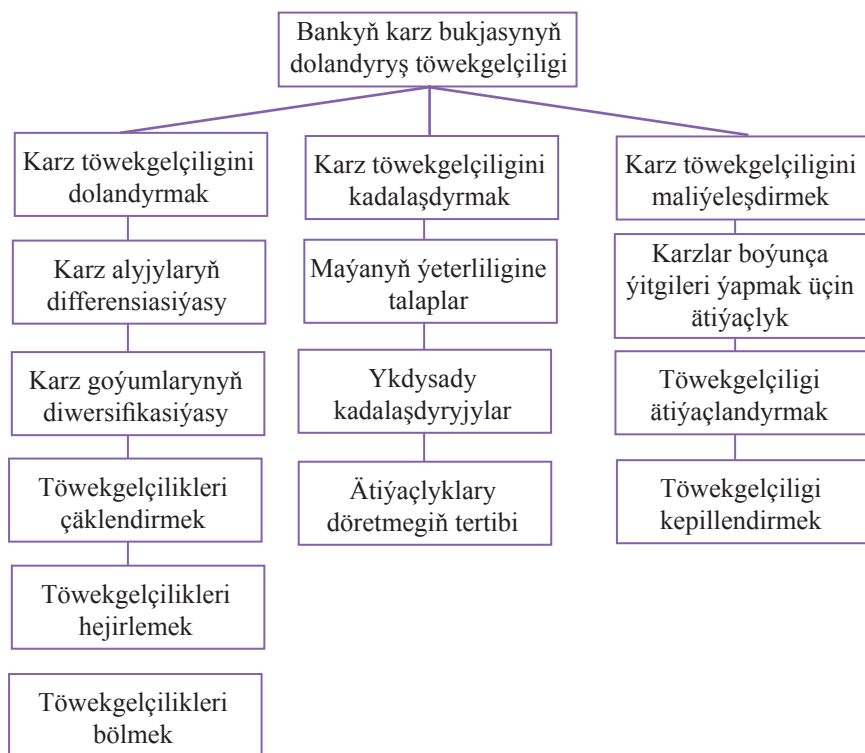 Bankyň karz bukjasynyň
dolandyryş töwekgelçiligi
Karz töwekgelçiligini
dolandyrmak
Karz alyjylaryň
differensiasiýasy
Karz goýumlarynyň
diwersifikasiýasy
Töwekgelçilikleri
çäklendirmek
Töwekgelçilikleri
hejirlemek
Töwekgelçilikleri
bölmek
Karz töwekgelçiligini
kadalaşdyrmak
Maýanyň ýeterliligine
talaplar
Ykdysady
kadalaşdyryjylar
Ätiýaçlyklary
döretmegiň tertibi
Karz töwekgelçiligini
maliýeleşdirmek
Karzlar boýunça
ýitgileri ýapmak üçin
ätiýaçlyk
Töwekgelçiligi
ätiýaçlandyrmak
Töwekgelçiligi
kepillendirmek